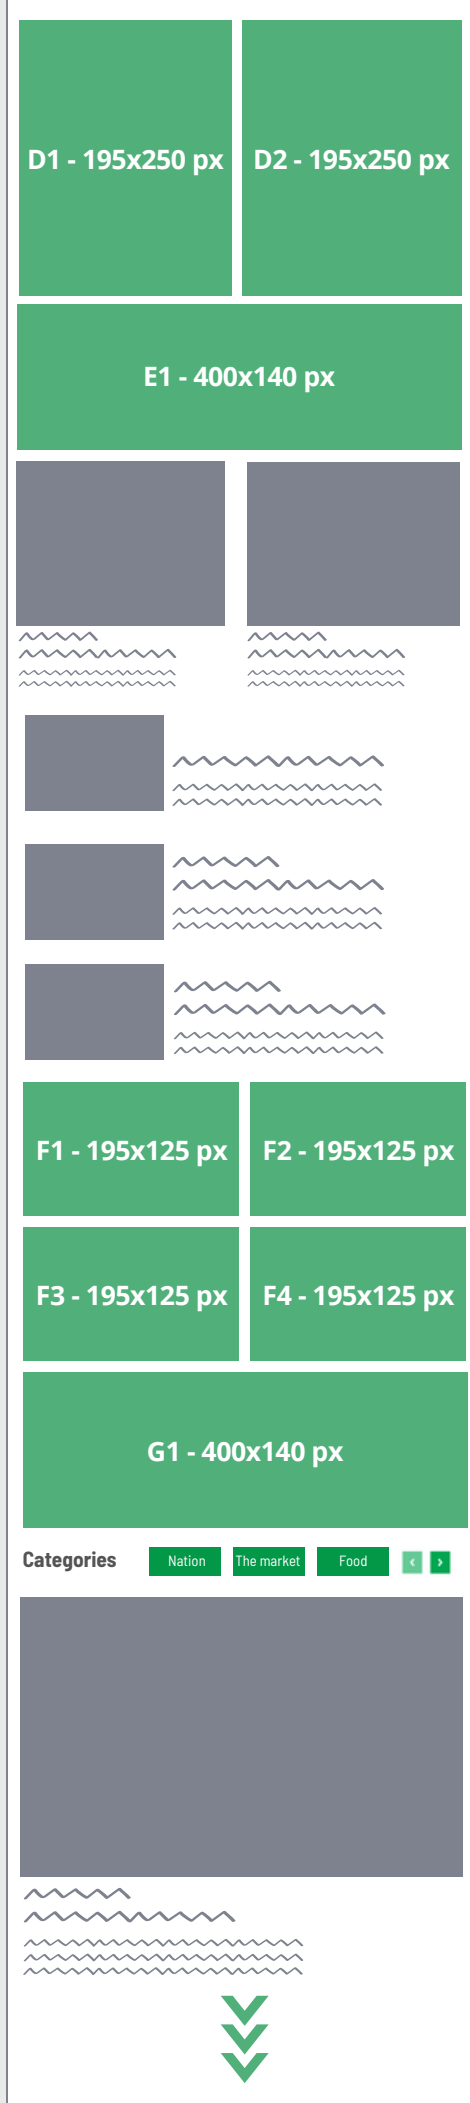 D1 - 195x250 px
D2 - 195x250 px
E1 - 400x140 px
F1 - 195x125 px
F2 - 195x125 px
F3 - 195x125 px
F4 - 195x125 px
G1 - 400x140 px
Categories
Nation
The market
Food